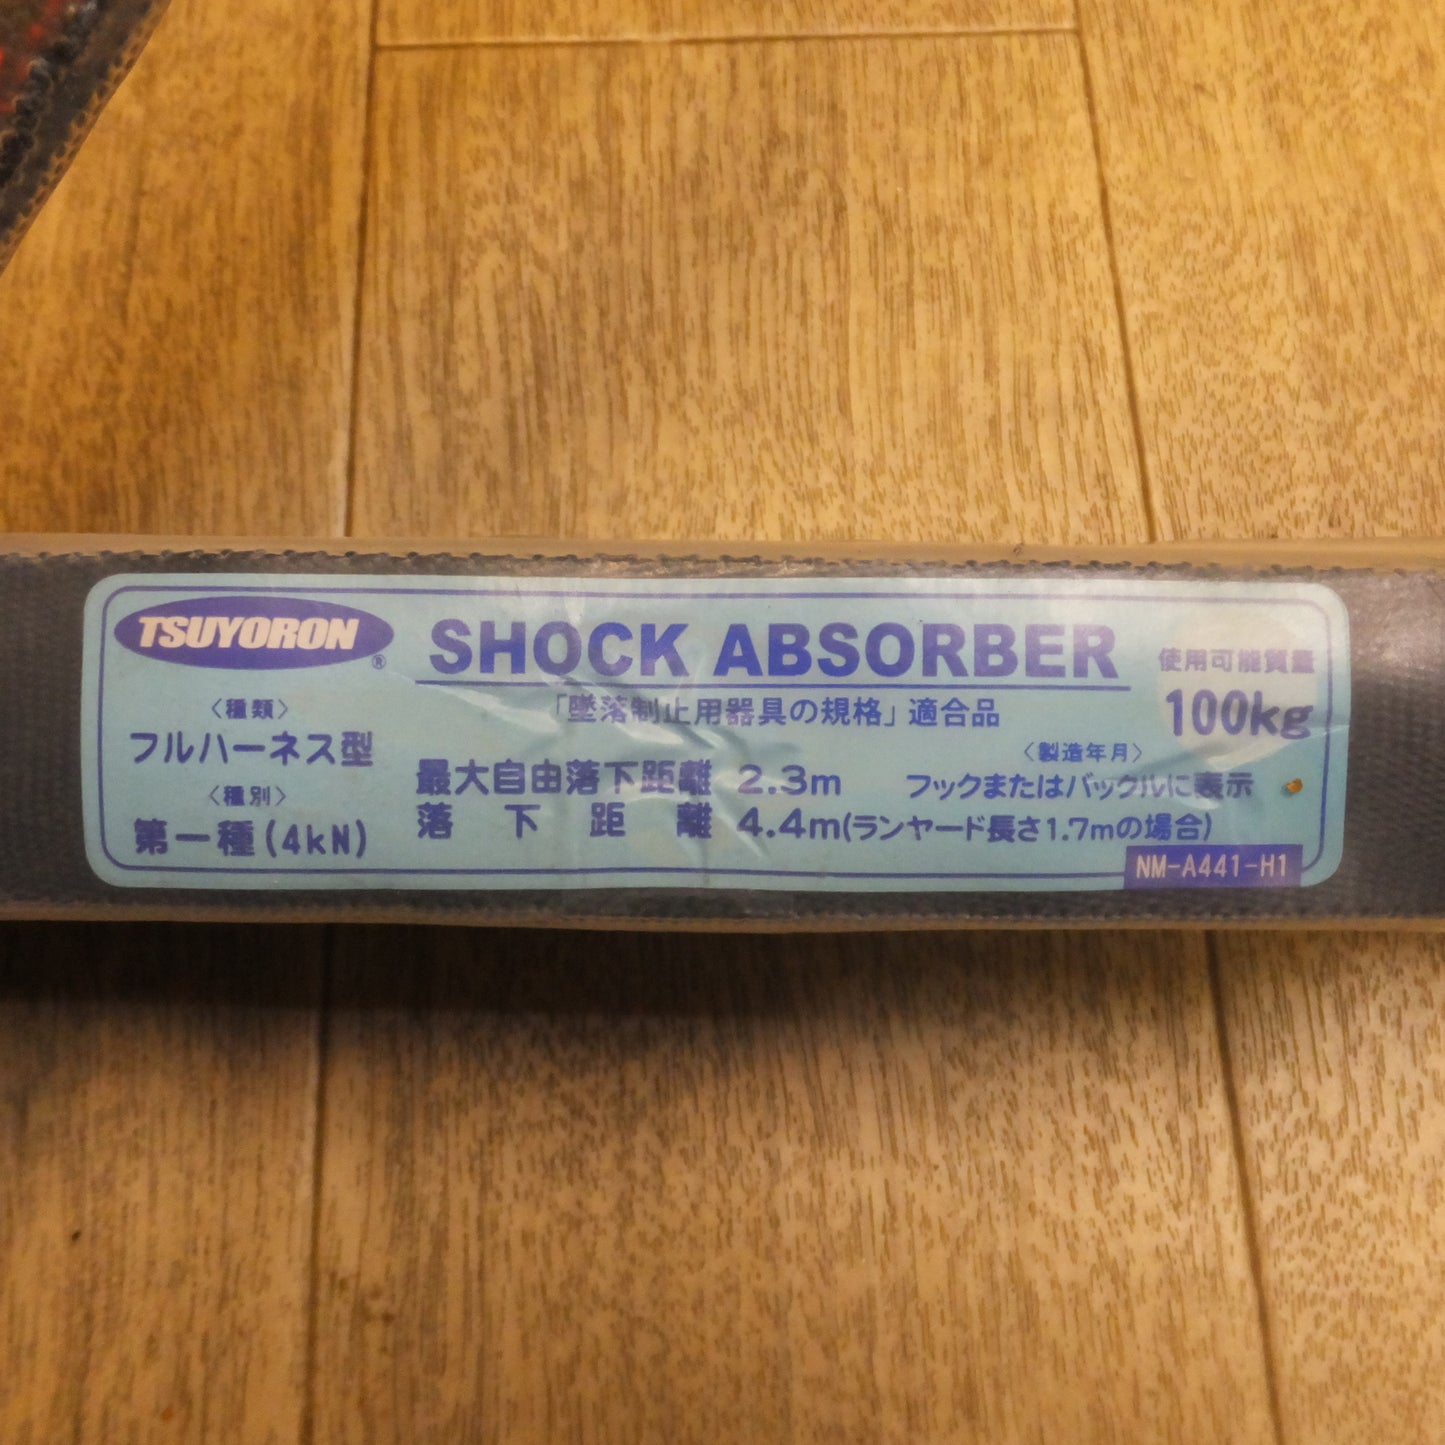 TSUYORON®
SHOCK ABSORBER
使用可能質量
100kg
「墜落制止用器具の規格」適合品
〈種類〉
フルハーネス型
〈種別〉
第一種(4kN)
最大自由落下距離 2.3m
落下距離 4.4m(ランヤード長さ1.7mの場合)
〈製造年月〉
フックまたはバックルに表示
NM-A441-H1